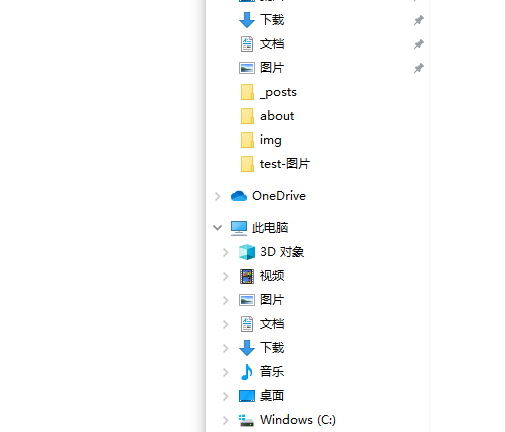 下载
文档
图片
_posts
about
img
test-图片
OneDrive
此电脑
3D 对象
视频
图片
文档
下载
音乐
桌面
Windows (C:)